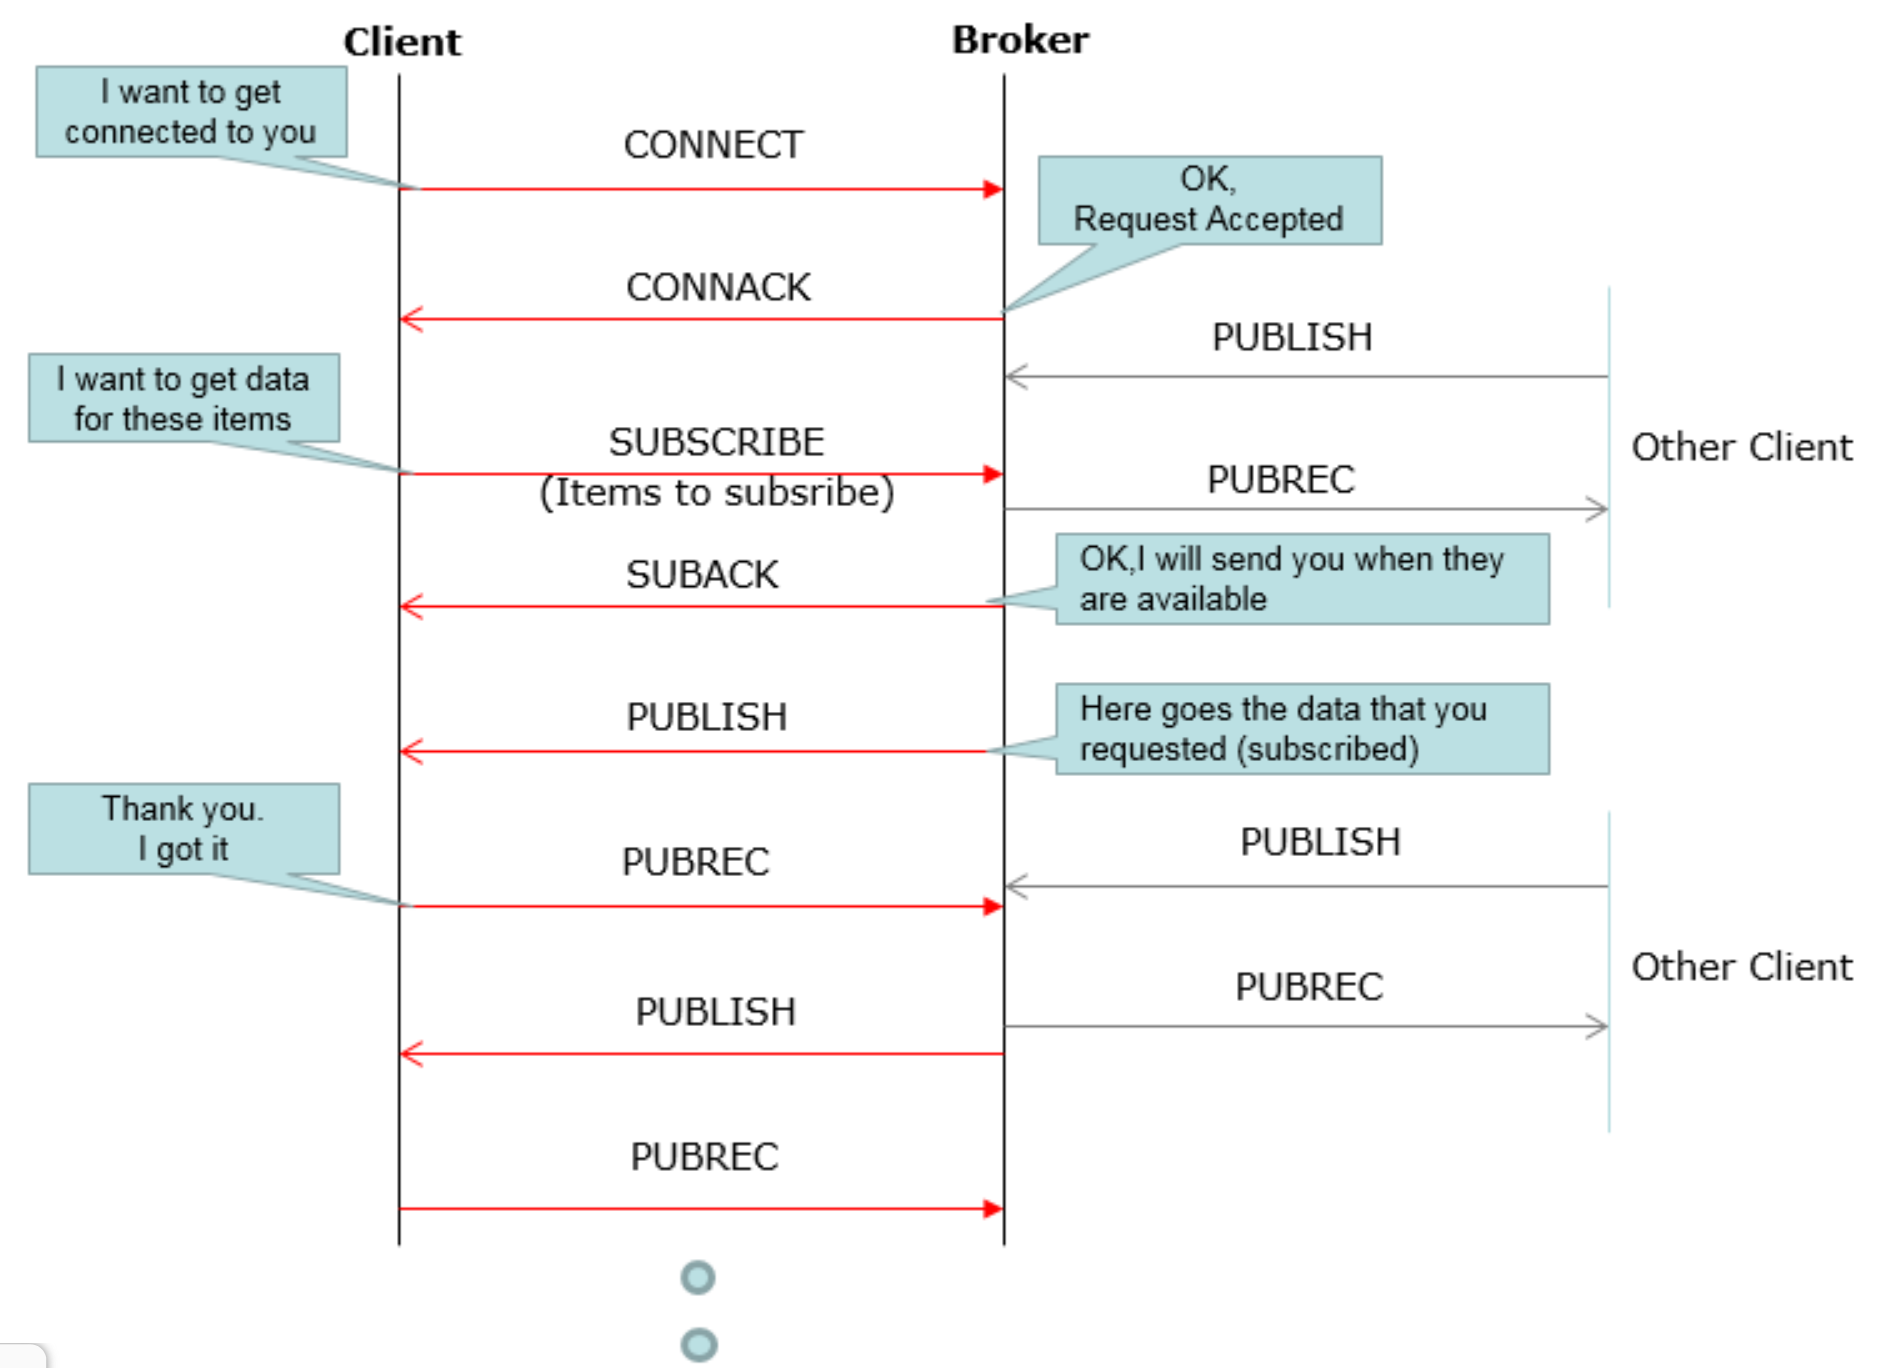 Client
Broker
I want to get
connected to you
CONNECT
OK,
Request Accepted
CONNACK
PUBLISH
I want to get data
for these items
SUBSCRIBE
(Items to subsribe)
Other Client
PUBREC
SUBACK
OK,I will send you when they
are available
PUBLISH
Here goes the data that you
requested (subscribed)
Thank you.
I got it
PUBREC
PUBLISH
Other Client
PUBREC
PUBLISH
PUBREC